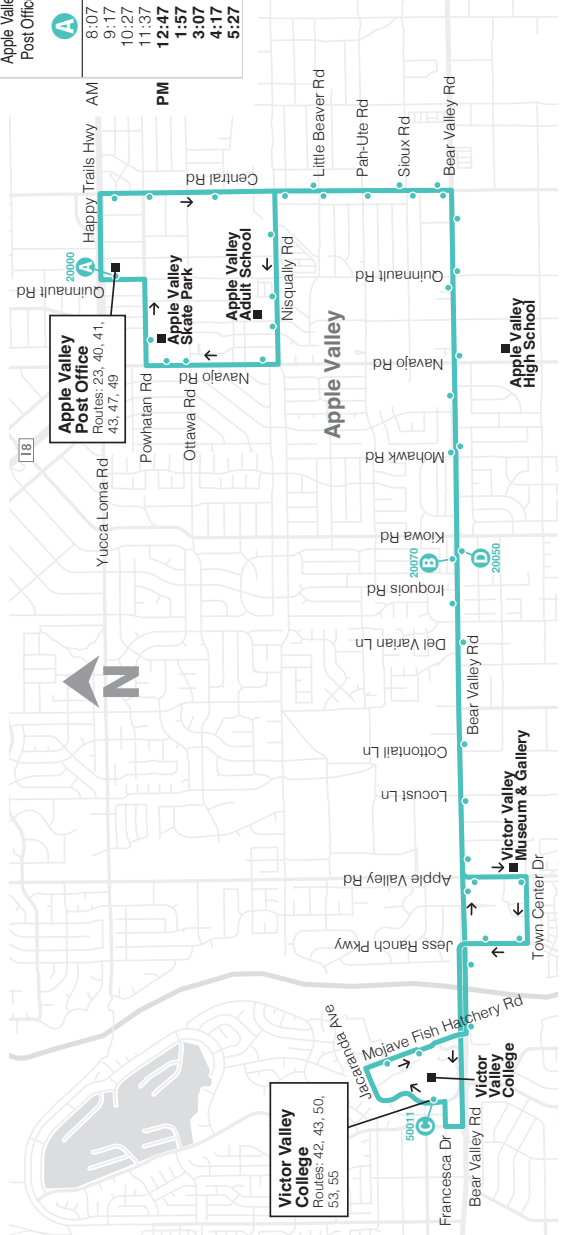 Apple Valle
Post Offic
A
8:07
9:17
10:27
11:37
12:47
1:57
3:07
4:17
5:27
AM
PM
18
Happy Trails Hwy
Yucca Loma Rd
Quinnault Rd
20000
A
Apple Valley
Post Office
Routes: 23, 40, 41,
43, 47, 49
Powhatan Rd
Ottawa Rd
Navajo Rd
Apple Valley
Skate Park
Apple Valley
Adult School
Nisqually Rd
Central Rd
Little Beaver Rd
Pah-Ute Rd
Sioux Rd
Bear Valley Rd
Quinnault Rd
Navajo Rd
Apple Valley
High School
Apple Valley
Mohawk Rd
Kiowa Rd
20070
B
D
20050
Iroquois Rd
Del Varian Ln
Bear Valley Rd
Cottontail Ln
Locust Ln
N
Apple Valley Rd
Victor Valley
Museum & Gallery
Town Center Dr
Jess Ranch Pkwy
Mojave Fish Hatchery Rd
Jacaranda Ave
Victor
Valley
College
50011
C
Victor Valley
College
Routes: 42, 43, 50,
53, 55
Francesca Dr
Bear Valley Rd